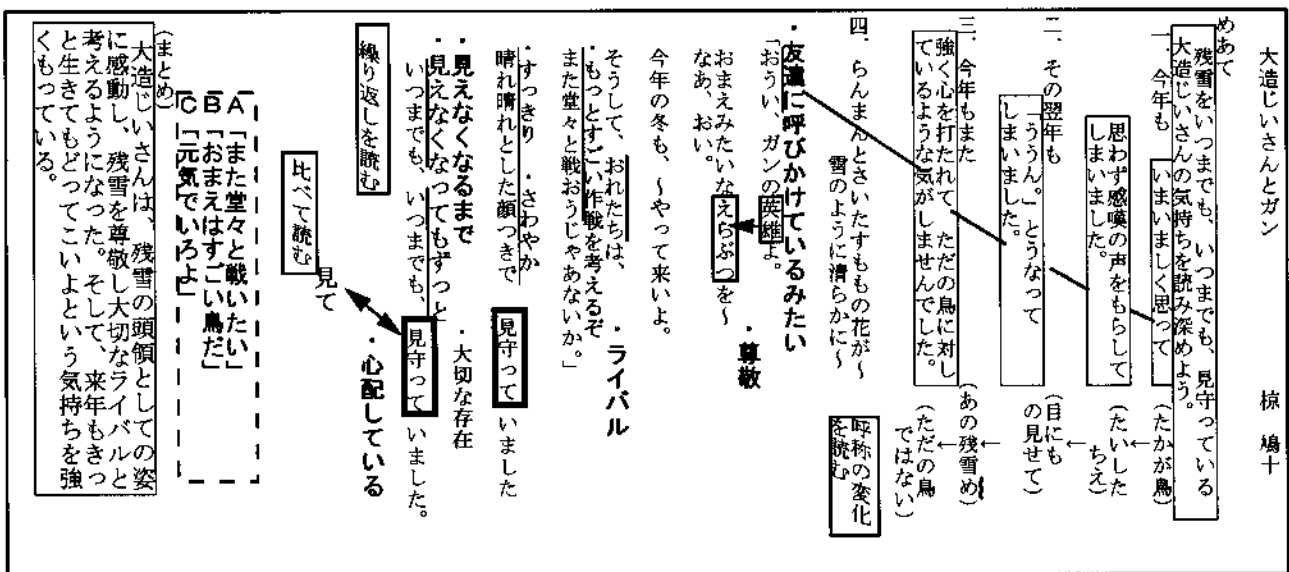 大造じいさんとガン　　椋　鳩十
めあて
残雪をいつまでも、いつまでも、見守っている
大造じいさんの気持ちを読み深めよう。
一、今年も　いまいましく思って　（たかが鳥）
↓
思わず感嘆の声をもらして
しまいました。
（たいした
ちえ）
↓
二、その翌年も
「ううん。」とうなって
しまいました。
（目にも
の見せて）
↓
三、今年もまた　（あの残雪め）
↓
強く心を打たれて、ただの鳥に対し
ているような気がしませんでした。
（ただの鳥
ではない）
呼称の変化
を読む
四、らんまんとさいたすももの花が～
雪のように清らかに～
・友達に呼びかけているみたい
「おうい、ガンの英雄よ。
おまえみたいなえらぶつを～
なあ、おい。
・尊敬
今年の冬も、～やって来いよ。
そうして、おれたちは、　・ライバル
・もっとすごい作戦を考えるぞ
また堂々と戦おうじゃあないか。」
・すっきり　・さわやか
晴れ晴れとした顔つきで　見守って　いました
・見えなくなるまで　・大切な存在
・見えなくなってもずっと
いつまでも、いつまでも、見守って　いました。
・心配している
繰り返しを読む
見て
比べて読む
A「また堂々と戦いたい」
B「おまえはすごい鳥だ」
C「元気でいろよ」
（まとめ）
大造じいさんは、残雪の頭領としての姿
に感動し、残雪を尊敬し大切なライバルと
考えるようになった。そして、来年もきっ
と生きてもどってこいよという気持ちを強
くもっている。